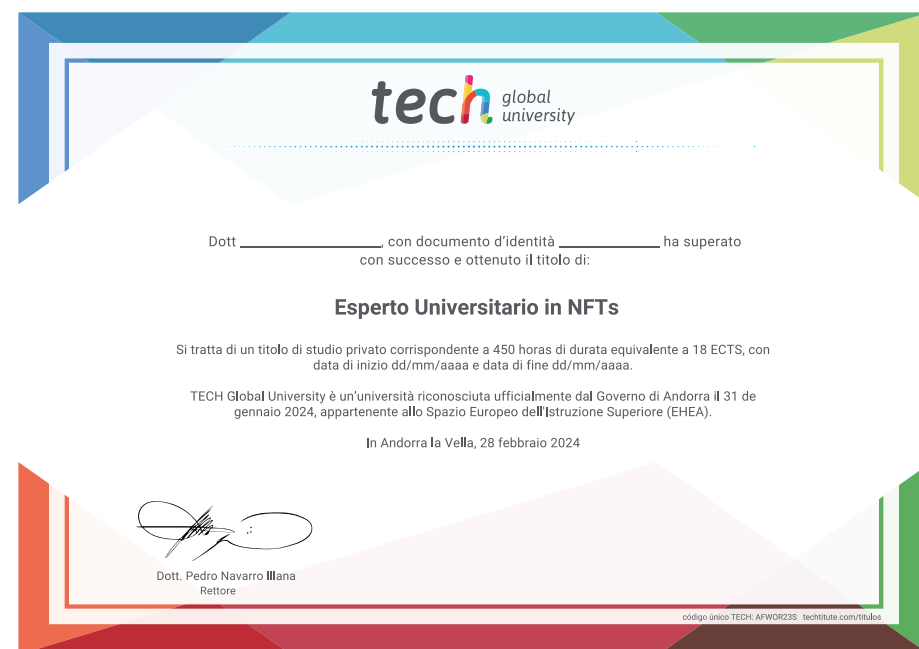 tech global
university
Dott ________________, con documento d'identità ____________ ha superato
con successo e ottenuto il titolo di:
Esperto Universitario in NFTs
Si tratta di un titolo di studio privato corrispondente a 450 horas di durata equivalente a 18 ECTS, con
data di inizio dd/mm/aaaa e data di fine dd/mm/aaaa.
TECH Global University è un'università riconosciuta ufficialmente dal Governo di Andorra il 31 de
gennaio 2024, appartenente allo Spazio Europeo dell'Istruzione Superiore (EHEA).
In Andorra la Vella, 28 febbraio 2024
Dott. Pedro Navarro Illana
Rettore
código único TECH: AFWOR23S techtitute.com/titulos